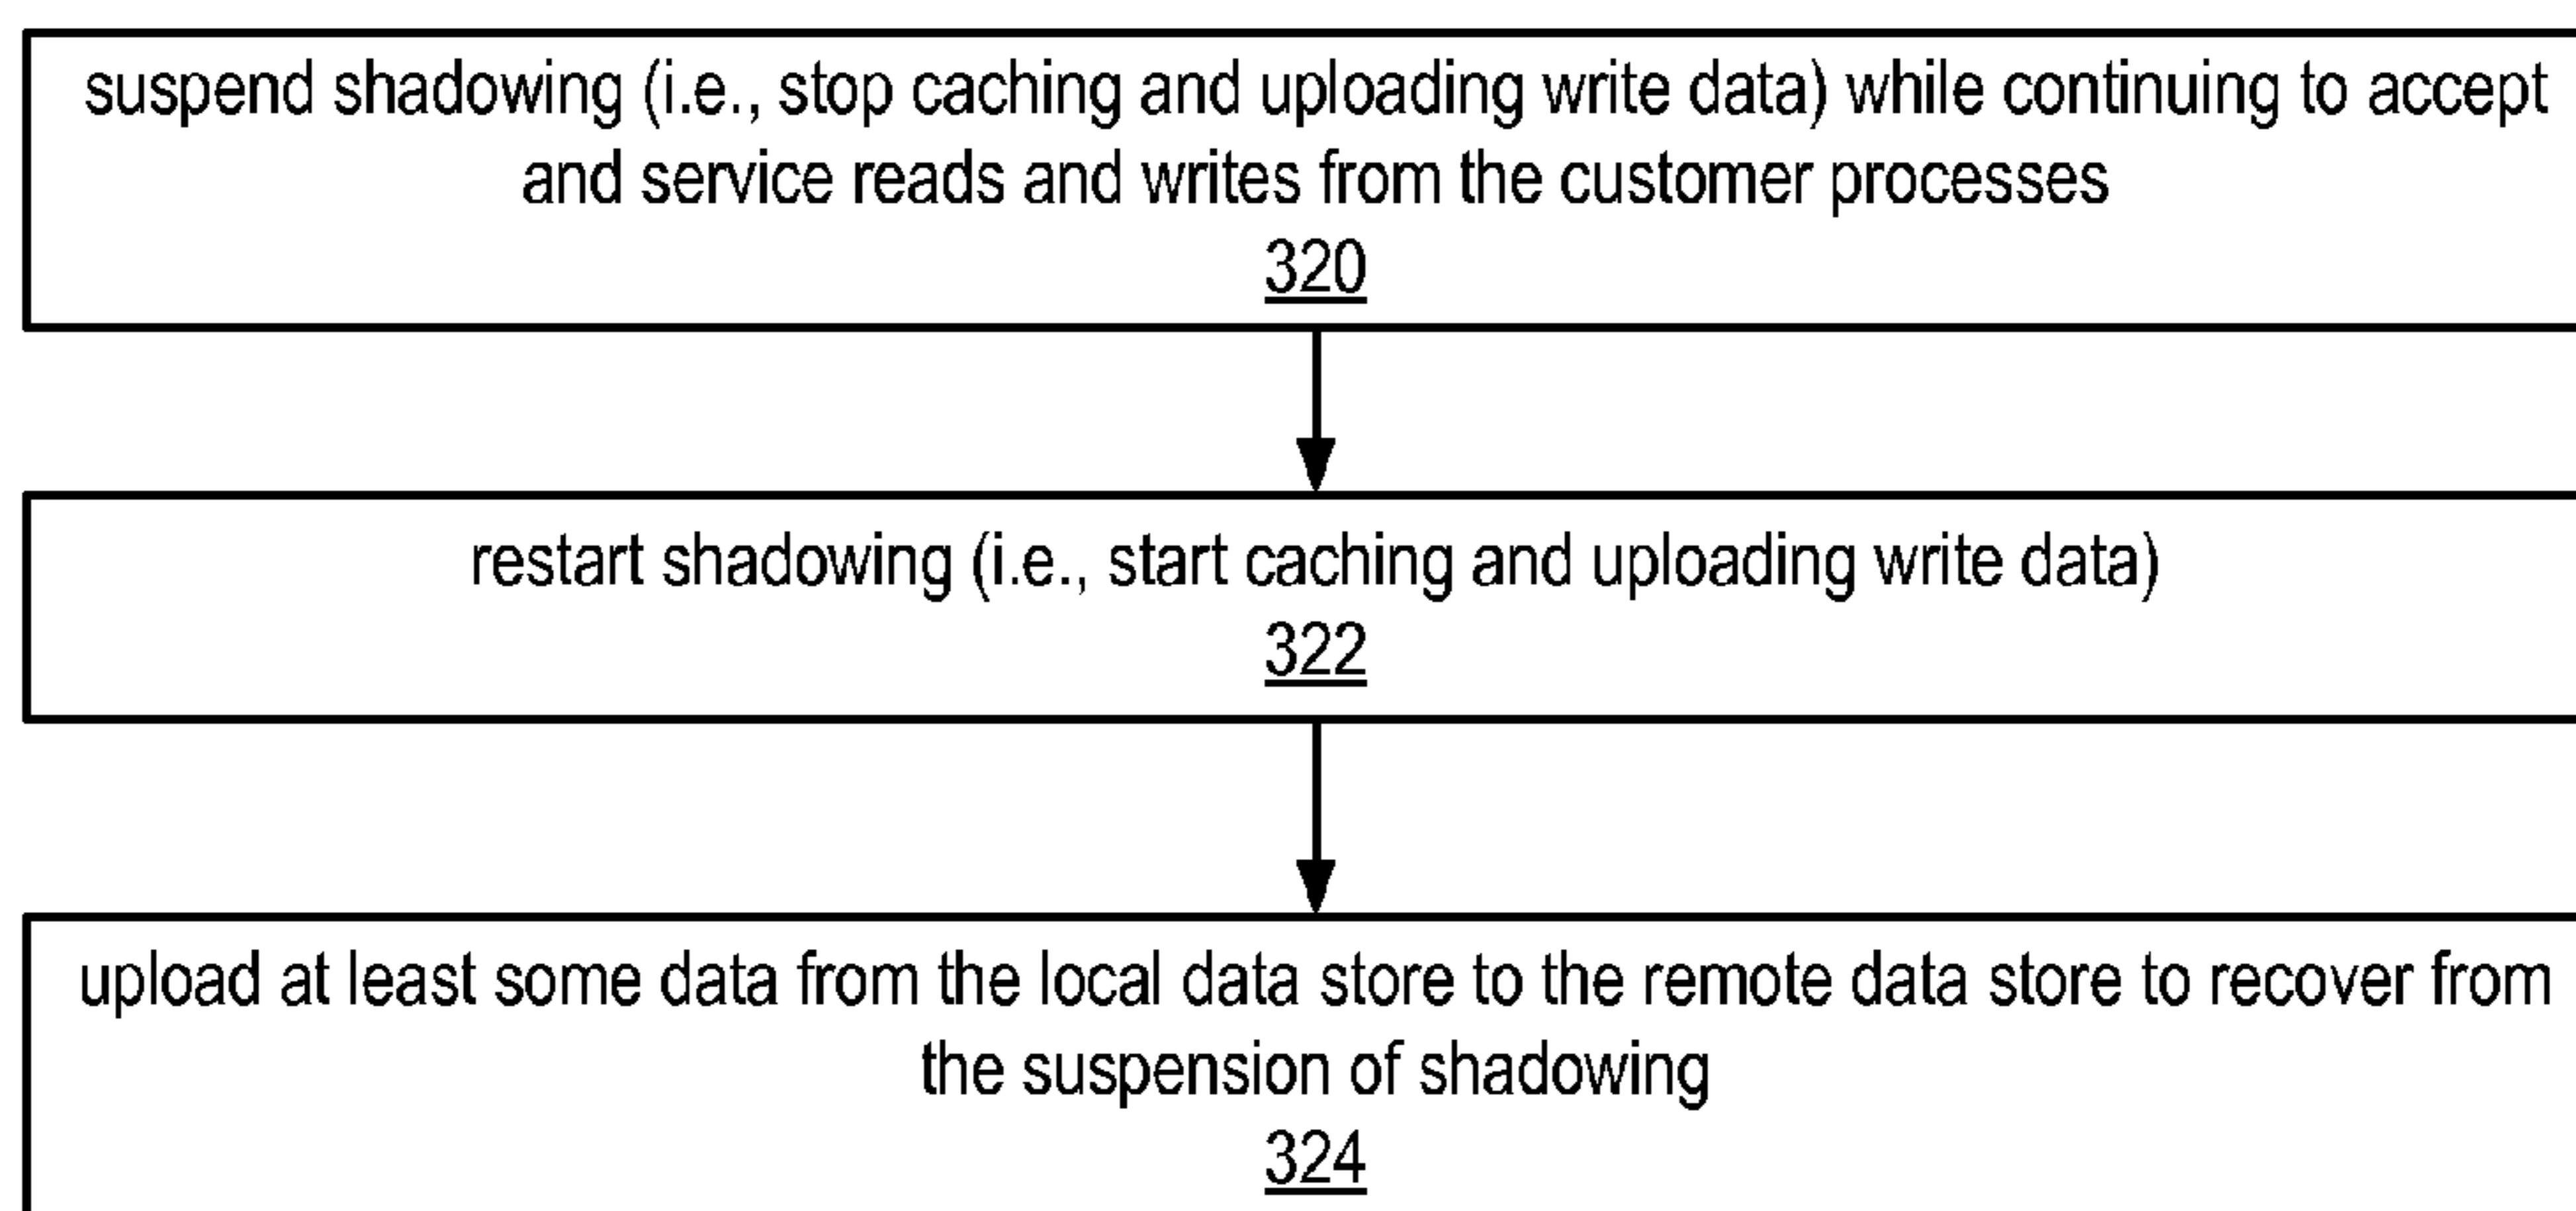 suspend shadowing (i.e., stop caching and uploading write data) while continuing to accept
and service reads and writes from the customer processes
320
restart shadowing (i.e., start caching and uploading write data)
322
upload at least some data from the local data store to the remote data store to recover from
the suspension of shadowing
324